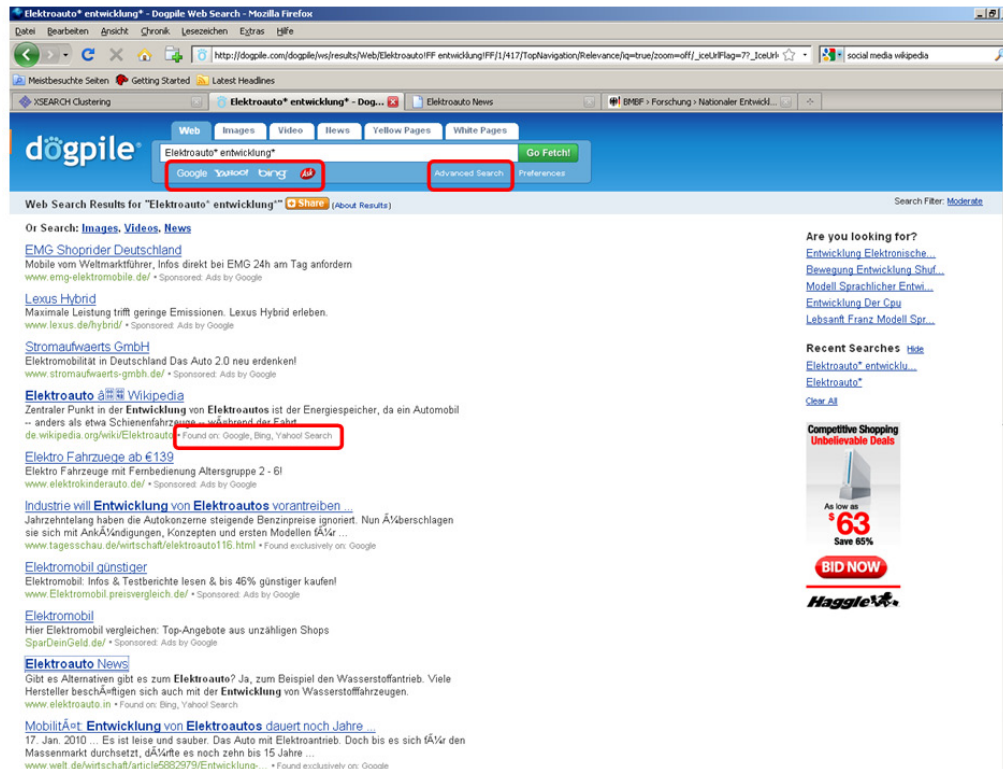 Elektroauto* entwicklung* - Dogpile Web Search - Mozilla Firefox
Datei Bearbeiten Ansicht Chronik Lesezeichen Extras Hilfe
http://dogpile.com/dogpile/ws/results/Web/Elektroauto!FF entwicklung!FF/1/417/TopNavigation/Relevance/iq=true/zoom=off/_iceUrlFlag=7?_IceUrl
social media wikipedia
Meistbesuchte Seiten Getting Started Latest Headlines
XSEARCH Clustering
Elektroauto* entwicklung* - Dog...
Elektroauto News
BMBF > Forschung > Nationaler Entwickl...
dogpile
Web Images Video News Yellow Pages White Pages
Elektroauto* entwicklung*
Go Fetch!
Google Yahoo! bing Ask
Advanced Search Preferences
Web Search Results for "Elektroauto* entwicklung*" Share (About Results)
Search Filter: Moderate
Or Search: Images, Videos, News
EMG Shoprider Deutschland
Mobile vom Weltmarktführer, Infos direkt bei EMG 24h am Tag anfordern
www.emg-elektromobile.de/ • Sponsored: Ads by Google
Lexus Hybrid
Maximale Leistung trifft geringe Emissionen. Lexus Hybrid erleben.
www.lexus.de/hybrid/ • Sponsored: Ads by Google
Stromaufwaerts GmbH
Elektromobilität in Deutschland Das Auto 2.0 neu erdenken!
www.stromaufwaerts-gmbh.de/ • Sponsored: Ads by Google
Elektroauto â Wikipedia
Zentraler Punkt in der Entwicklung von Elektroautos ist der Energiespeicher, da ein Automobil
-- anders als etwa Schienenfahrzeuge -- wÄhrend der Fahrt
de.wikipedia.org/wiki/Elektroauto • Found on: Google, Bing, Yahoo! Search
Elektro Fahrzuege ab €139
Elektro Fahrzeuge mit Fernbedienung Altersgruppe 2 - 6!
www.elektrokinderauto.de/ • Sponsored: Ads by Google
Industrie will Entwicklung von Elektroautos vorantreiben ...
Jahrzehntelang haben die Autokonzerne steigende Benzinpreise ignoriert. Nun Ã¼berschlagen
sie sich mit AnkÃ¼ndigungen, Konzepten und ersten Modellen fÃ¼r ...
www.tagesschau.de/wirtschaft/elektroauto116.html • Found exclusively on: Google
Elektromobil günstiger
Elektromobil: Infos & Testberichte lesen & bis 46% günstiger kaufen!
www.Elektromobil.preisvergleich.de/ • Sponsored: Ads by Google
Elektromobil
Hier Elektromobil vergleichen: Top-Angebote aus unzähligen Shops
SparDeinGeld.de/ • Sponsored: Ads by Google
Elektroauto News
Gibt es Alternativen gibt es zum Elektroauto? Ja, zum Beispiel den Wasserstoffantrieb. Viele
Hersteller beschÃ¤ftigen sich auch mit der Entwicklung von Wasserstofffahrzeugen.
www.elektroauto.in • Found on: Bing, Yahoo! Search
MobilitÃ¤t: Entwicklung von Elektroautos dauert noch Jahre ...
17. Jan. 2010 ... Es ist leise und sauber. Das Auto mit Elektroantrieb. Doch bis es sich fÃ¼r den
Massenmarkt durchsetzt, dÃ¼rfte es noch zehn bis 15 Jahre ...
www.welt.de/wirtschaft/article5882979/Entwicklung-... • Found exclusively on: Google
Are you looking for?
Entwicklung Elektronische...
Bewegung Entwicklung Shuf...
Modell Sprachlicher Entwi...
Entwicklung Der Cpu
Lebsanft Franz Modell Spr...
Recent Searches Hide
Elektroauto* entwicklu...
Elektroauto*
Clear All
Competitive Shopping
Unbelievable Deals
As low as
$63
Save 65%
BID NOW
Haggle